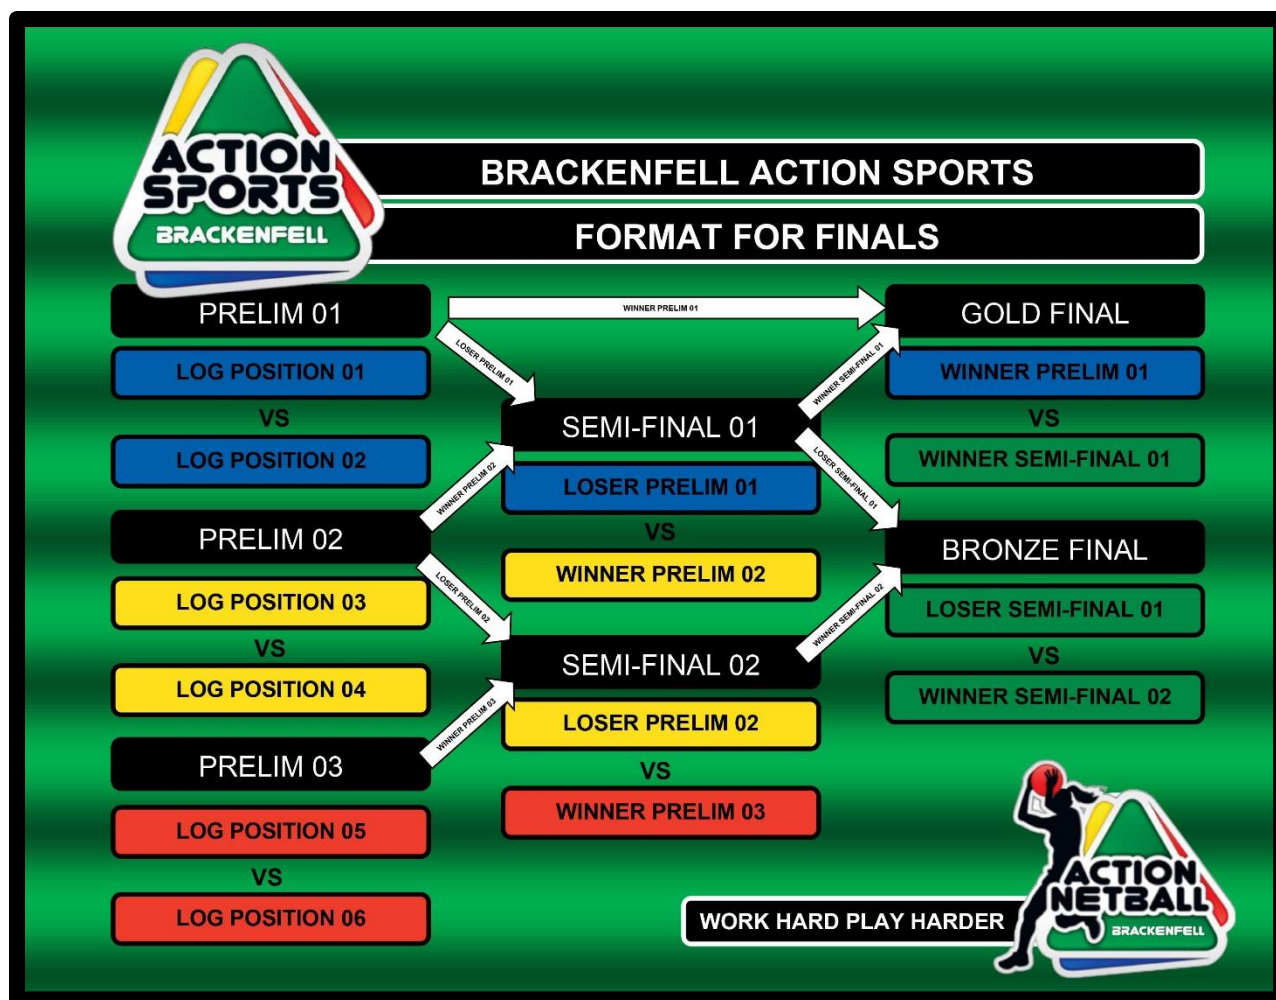 ACTION
SPORTS
BRACKENFELL
BRACKENFELL ACTION SPORTS
FORMAT FOR FINALS
PRELIM 01
LOG POSITION 01
VS
LOG POSITION 02
PRELIM 02
LOG POSITION 03
VS
LOG POSITION 04
PRELIM 03
LOG POSITION 05
VS
LOG POSITION 06
WINNER PRELIM 01
LOSER PRELIM 01
WINNER PRELIM 02
LOSER PRELIM 02
WINNER PRELIM 03
SEMI-FINAL 01
LOSER PRELIM 01
VS
WINNER PRELIM 02
SEMI-FINAL 02
LOSER PRELIM 02
VS
WINNER PRELIM 03
WINNER SEMI-FINAL 01
LOSER SEMI-FINAL 01
WINNER SEMI-FINAL 02
GOLD FINAL
WINNER PRELIM 01
VS
WINNER SEMI-FINAL 01
BRONZE FINAL
LOSER SEMI-FINAL 01
VS
WINNER SEMI-FINAL 02
WORK HARD PLAY HARDER
ACTION
NETBALL
BRACKENFELL